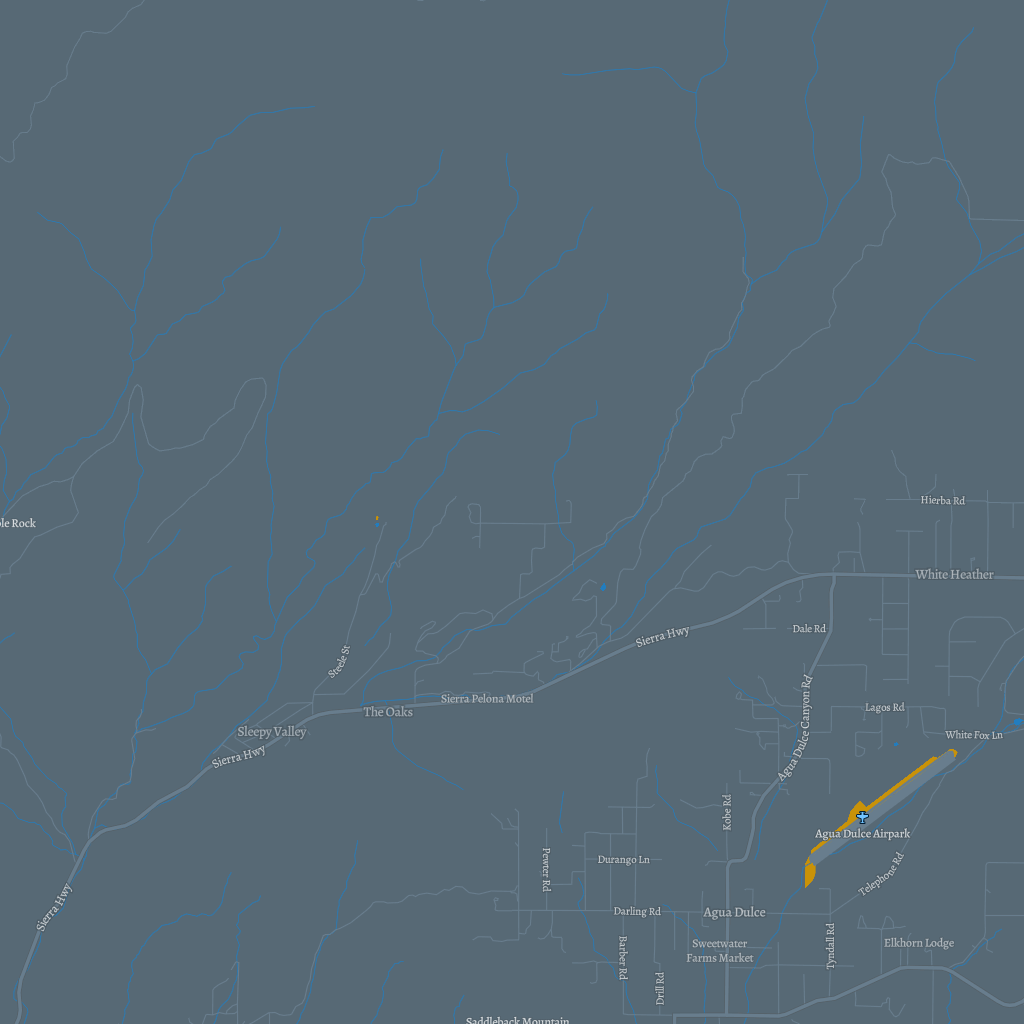 Hierba Rd
ple Rock
White Heather
Dale Rd
Sierra Hwy
Steele St
Sierra Pelona Motel
The Oaks
Agua Dulce Canyon Rd
Lagos Rd
Sleepy Valley
White Fox Ln
Sierra Hwy
Kobe Rd
Agua Dulce Airpark
Durango Ln
Pewter Rd
Telephone Rd
Sierra Hwy
Darling Rd
Agua Dulce
Barber Rd
Sweetwater
Farms Market
Tyndall Rd
Elkhorn Lodge
Drill Rd
Saddleback Mountain